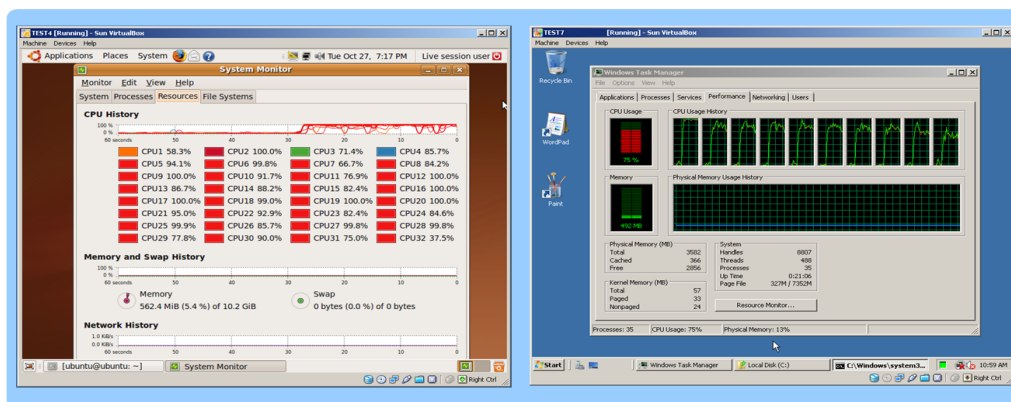 TEST4 [Running] - Sun VirtualBox
Machine Devices Help
Applications Places System Tue Oct 27, 7:17 PM Live session user
System Monitor
Monitor Edit View Help
System Processes Resources File Systems
CPU History
100 %
0 %
60 seconds 50 40 30 20 10 0
CPU1 58.3% CPU2 100.0% CPU3 71.4% CPU4 85.7%
CPU5 94.1% CPU6 99.8% CPU7 66.7% CPU8 84.2%
CPU9 100.0% CPU10 91.7% CPU11 76.9% CPU12 100.0%
CPU13 86.7% CPU14 88.2% CPU15 82.4% CPU16 100.0%
CPU17 100.0% CPU18 99.0% CPU19 100.0% CPU20 100.0%
CPU21 95.0% CPU22 92.9% CPU23 82.4% CPU24 84.6%
CPU25 99.9% CPU26 85.7% CPU27 99.8% CPU28 99.8%
CPU29 77.8% CPU30 90.0% CPU31 75.0% CPU32 37.5%
Memory and Swap History
100 %
0 %
60 seconds 50 40 30 20 10 0
Memory
562.4 MiB (5.4 %) of 10.2 GiB
Swap
0 bytes (0.0 %) of 0 bytes
Network History
1.0 KiB/s
0.0 KiB/s
60 seconds 50 40 30 20 10 0
[ubuntu@ubuntu: ~] System Monitor
Right Ctrl
TEST7 [Running] - Sun VirtualBox
Machine Devices Help
Recycle Bin
WordPad
Paint
Windows Task Manager
File Options View Help
Applications Processes Services Performance Networking Users
CPU Usage CPU Usage History
75 %
Memory Physical Memory Usage History
492 MB
Physical Memory (MB)
Total 3582
Cached 366
Free 2856
Kernel Memory (MB)
Total 57
Paged 33
Nonpaged 24
System
Handles 8807
Threads 488
Processes 35
Up Time 0:21:06
Page File 327M / 7352M
Resource Monitor...
Processes: 35 CPU Usage: 75% Physical Memory: 13%
Start Windows Task Manager Local Disk (C:) C:\Windows\system3... 10:59 AM
Right Ctrl